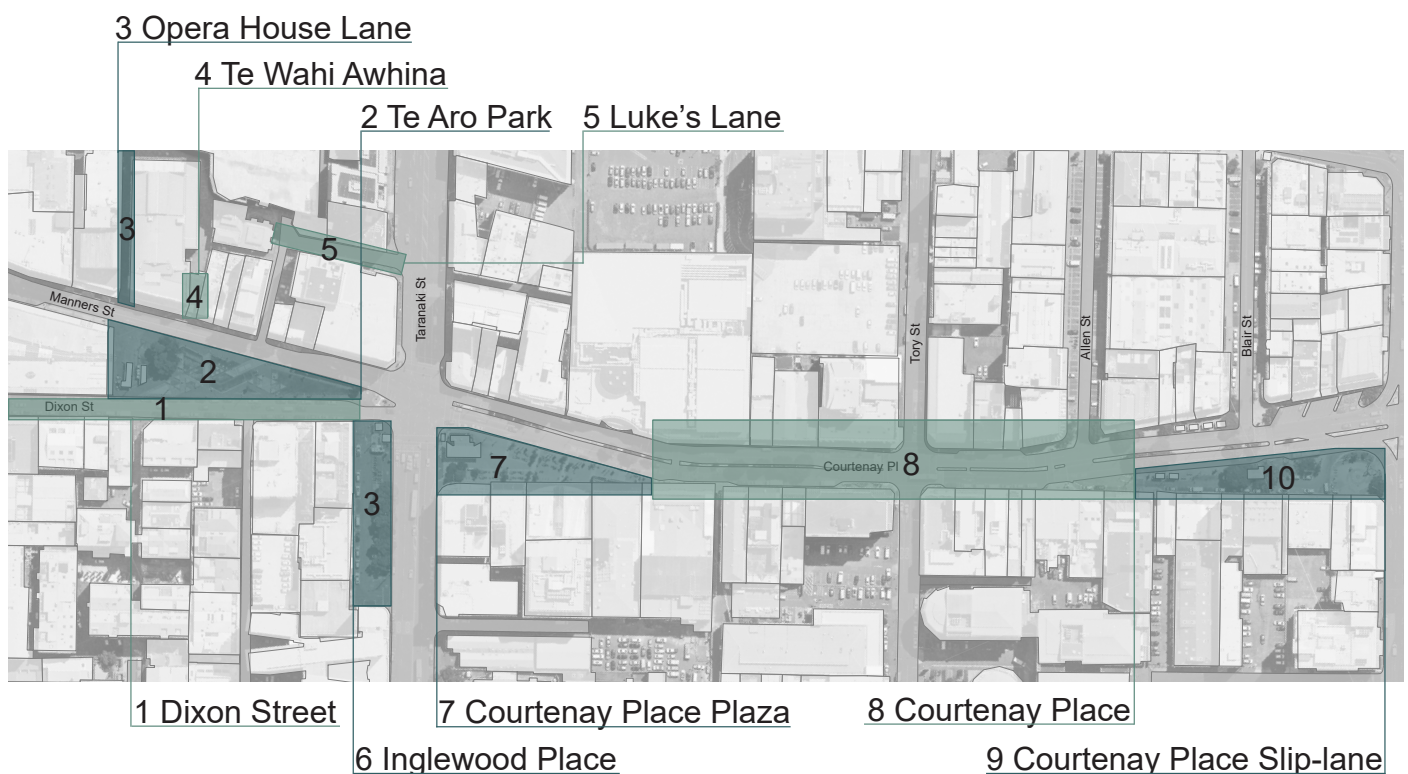 3 Opera House Lane
4 Te Wahi Awhina
2 Te Aro Park
5 Luke’s Lane
3
5
4
Manners St
Taranaki St
Tory St
Allen St
Blair St
2
Dixon St
1
7
Courtenay Pl
8
10
3
1 Dixon Street
7 Courtenay Place Plaza
8 Courtenay Place
6 Inglewood Place
9 Courtenay Place Slip-lane